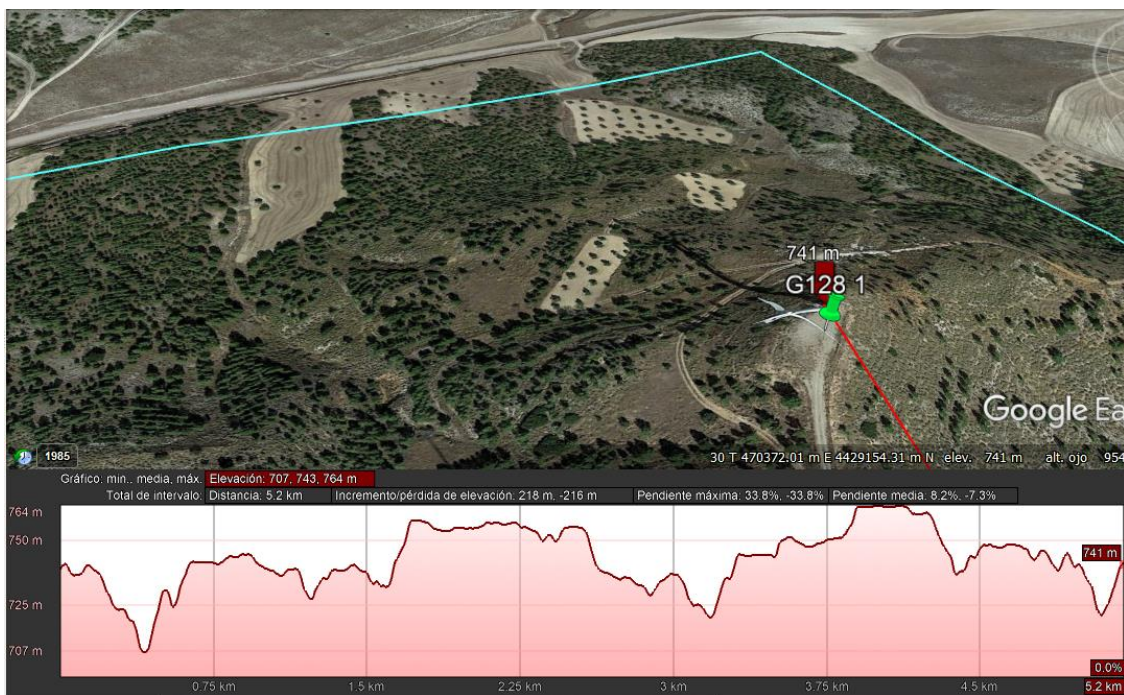 741 m
G128 1
Google Ea
1985
30 T 470372.01 m E 4429154.31 m N elev. 741 m alt. ojo 954
Gráfico: min., media, máx. Elevación: 707, 743, 764 m
Total de intervalo: Distancia: 5.2 km Incremento/pérdida de elevación: 218 m, -216 m Pendiente máxima: 33.8%, -33.8% Pendiente media: 8.2%, -7.3%
764 m
750 m
741 m
725 m
707 m
0.0%
0.75 km 1.5 km 2.25 km 3 km 3.75 km 4.5 km 5.2 km